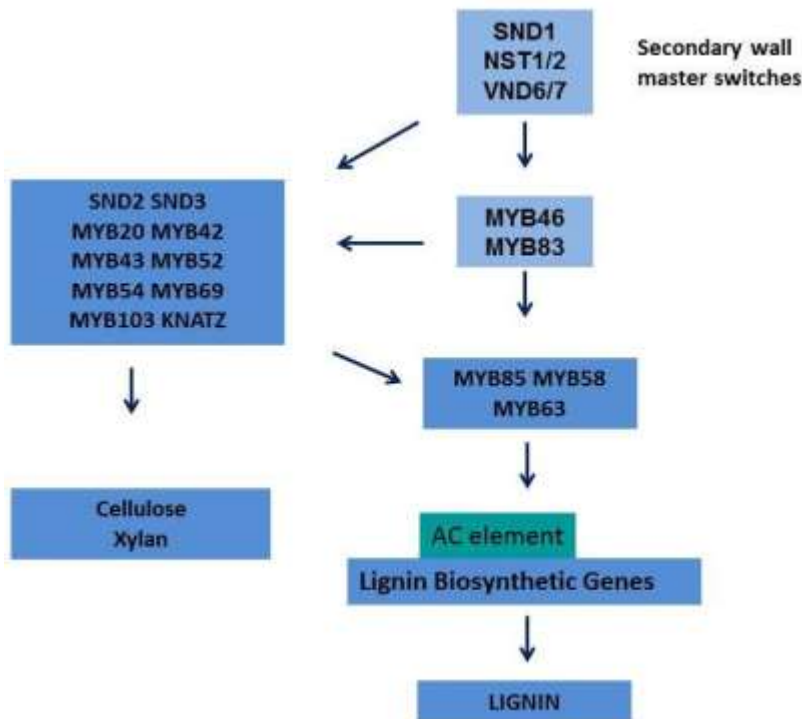 SND1
NST1/2
VND6/7
Secondary wall
master switches
SND2 SND3
MYB20 MYB42
MYB43 MYB52
MYB54 MYB69
MYB103 KNATZ
MYB46
MYB83
MYB85 MYB58
MYB63
Cellulose
Xylan
AC element
Lignin Biosynthetic Genes
LIGNIN